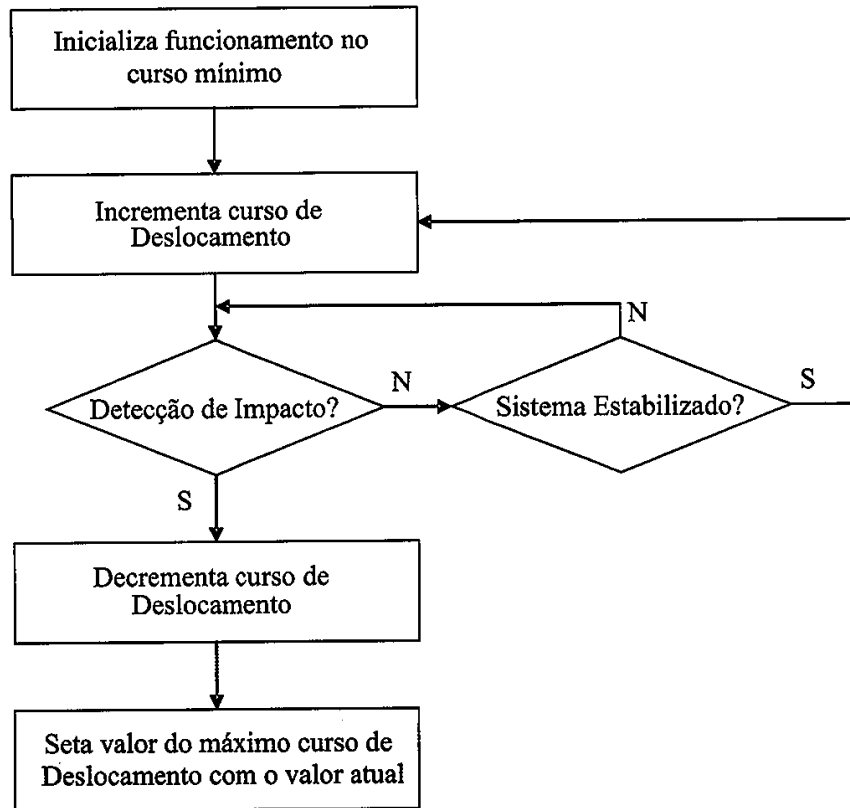 Inicializa funcionamento no
curso mínimo
Incrementa curso de
Deslocamento
N
Detecção de Impacto?
N
Sistema Estabilizado?
S
S
Decrementa curso de
Deslocamento
Seta valor do máximo curso de
Deslocamento com o valor atual